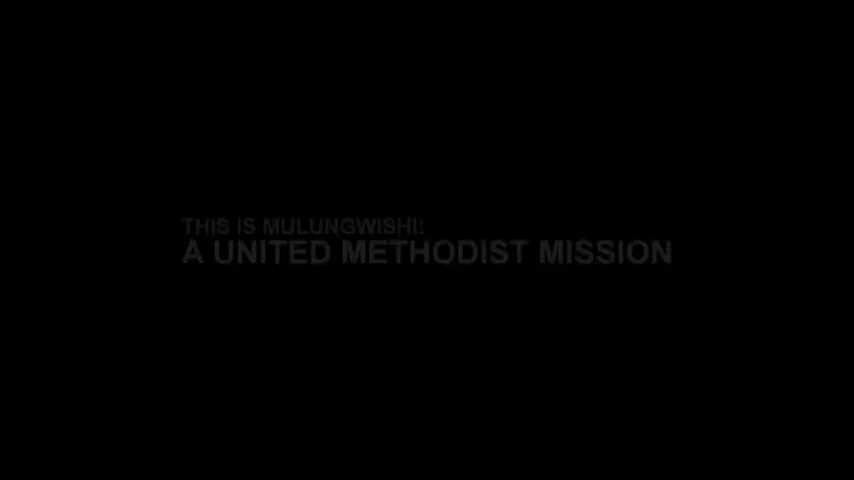 THIS IS MULUNGWISHI:
A UNITED METHODIST MISSION